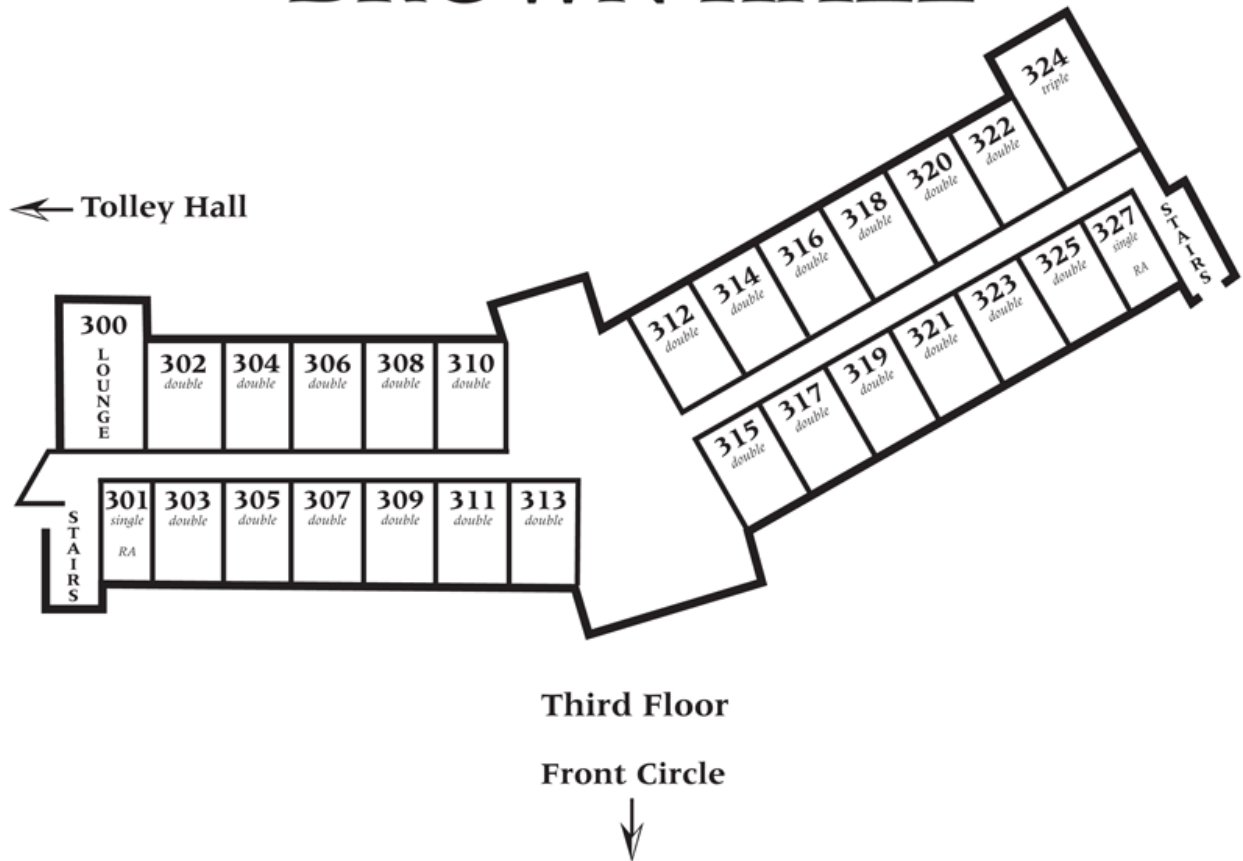 324
triple
322
double
320
double
318
double
316
double
314
double
312
double
327
single
RA
325
double
323
double
321
double
319
double
317
double
315
double
STAIRS
Tolley Hall
300
LOUNGE
302
double
304
double
306
double
308
double
310
double
301
single
RA
303
double
305
double
307
double
309
double
311
double
313
double
STAIRS
Third Floor
Front Circle